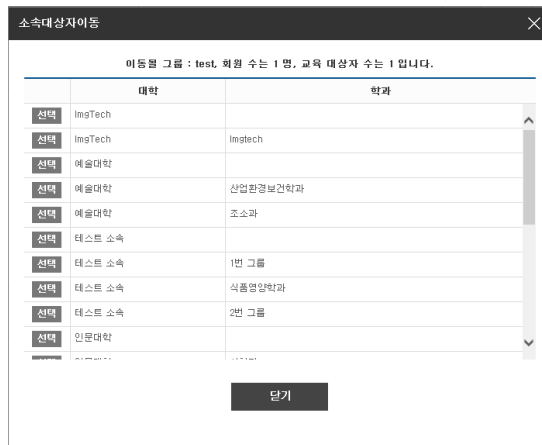 소속대상자이동
이동될 그룹 : test, 회원 수는 1 명, 교육 대상자 수는 1 입니다.
대학 학과
선택 ImgTech
선택 ImgTech Imgtech
선택 예술대학
선택 예술대학 산업환경보건학과
선택 예술대학 조소과
선택 테스트 소속
선택 테스트 소속 1번 그룹
선택 테스트 소속 식품영양학과
선택 테스트 소속 2번 그룹
선택 인문대학
닫기